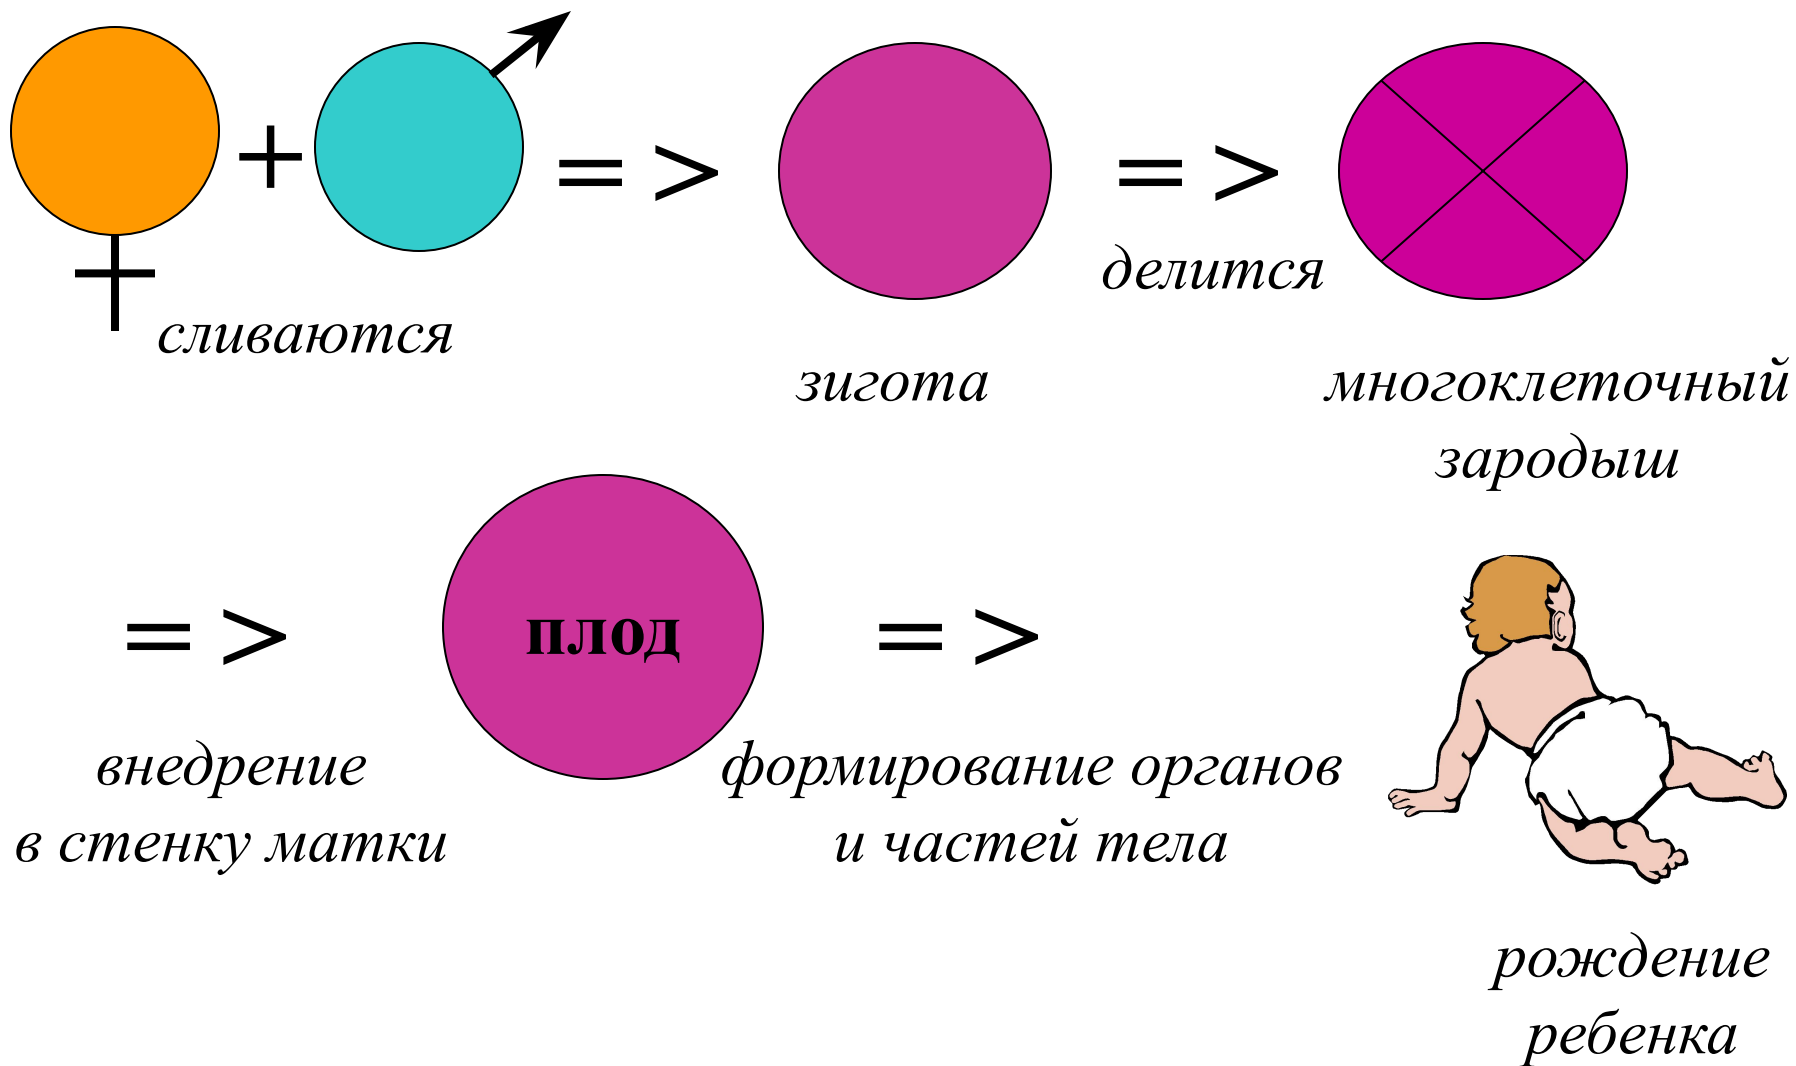 + = > = >
сливаются
делится
зигота
многоклеточный
зародыш
= > плод = >
внедрение
в стенку матки
формирование органов
и частей тела
рождение
ребенка